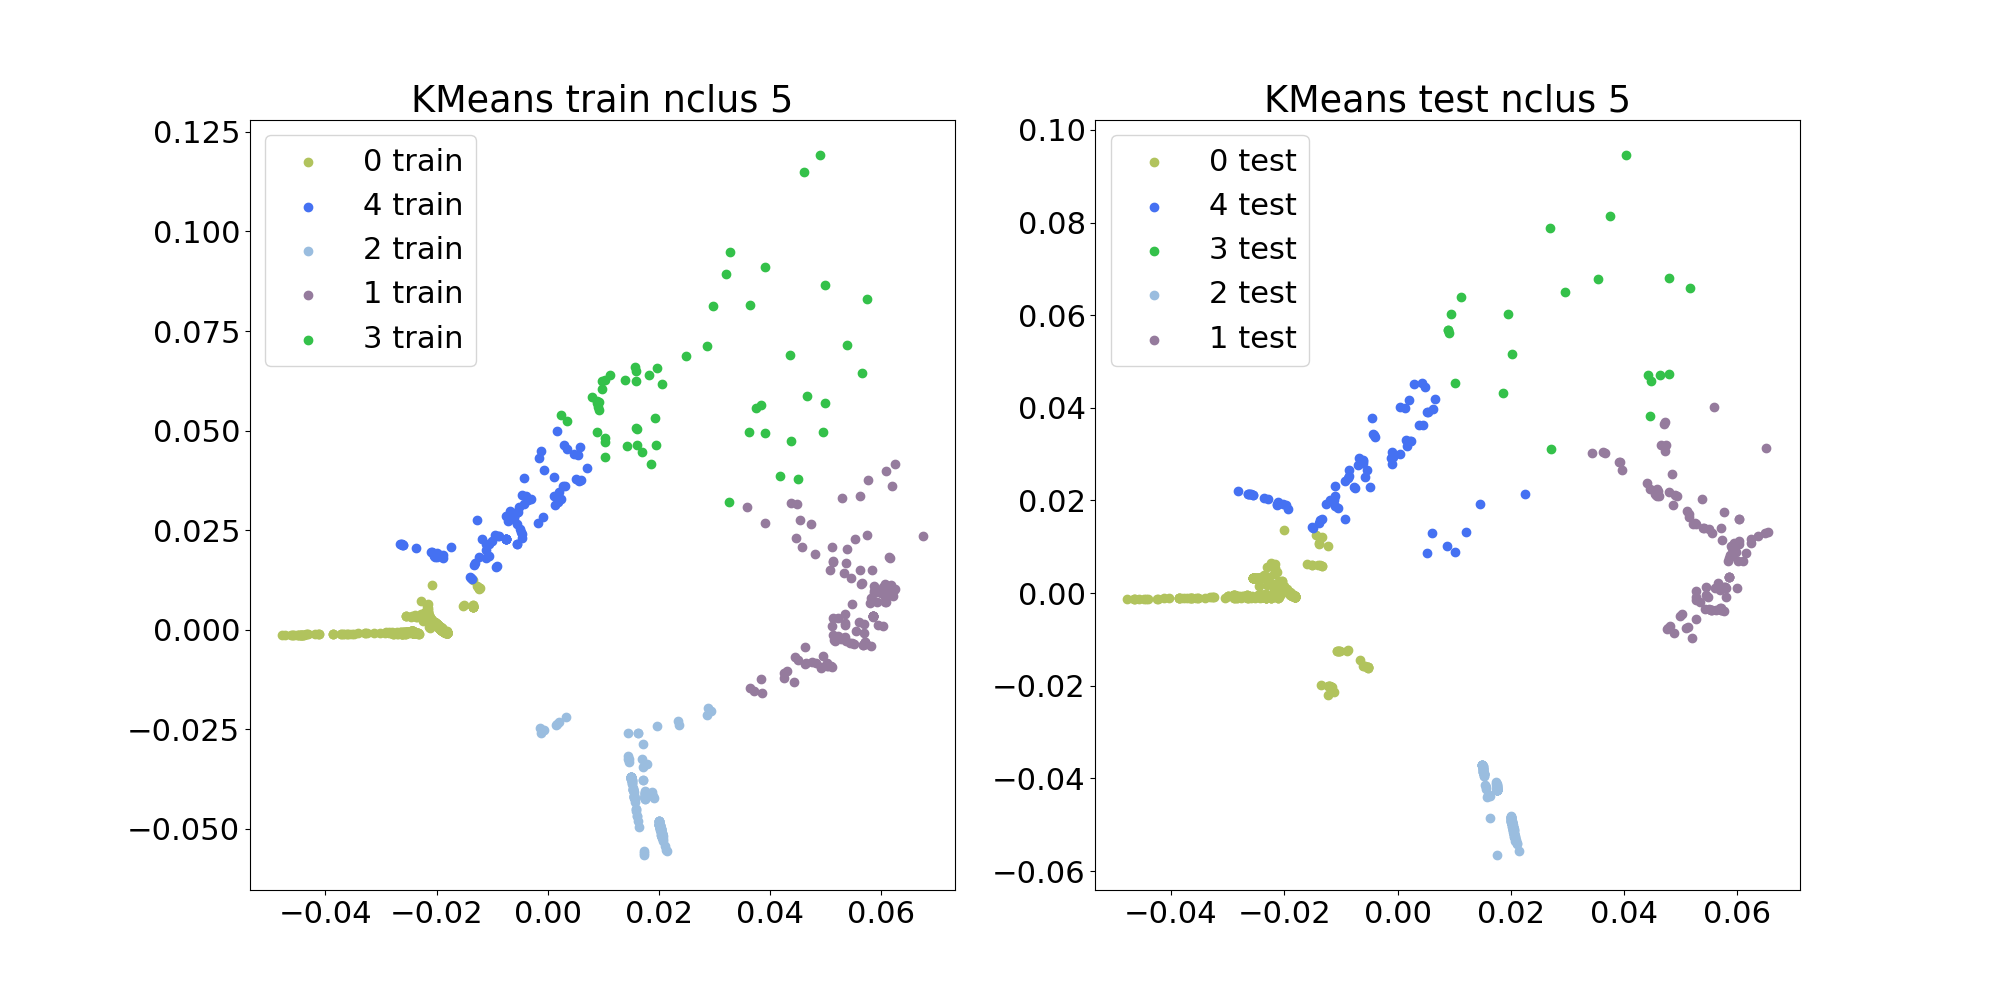 KMeans train nclus 5
0.125
0.100
0.075
0.050
0.025
0.000
−0.025
−0.050
−0.04
−0.02
0.00
0.02
0.04
0.06
0 train
4 train
2 train
1 train
3 train
KMeans test nclus 5
0.10
0.08
0.06
0.04
0.02
0.00
−0.02
−0.04
−0.06
−0.04
−0.02
0.00
0.02
0.04
0.06
0 test
4 test
3 test
2 test
1 test